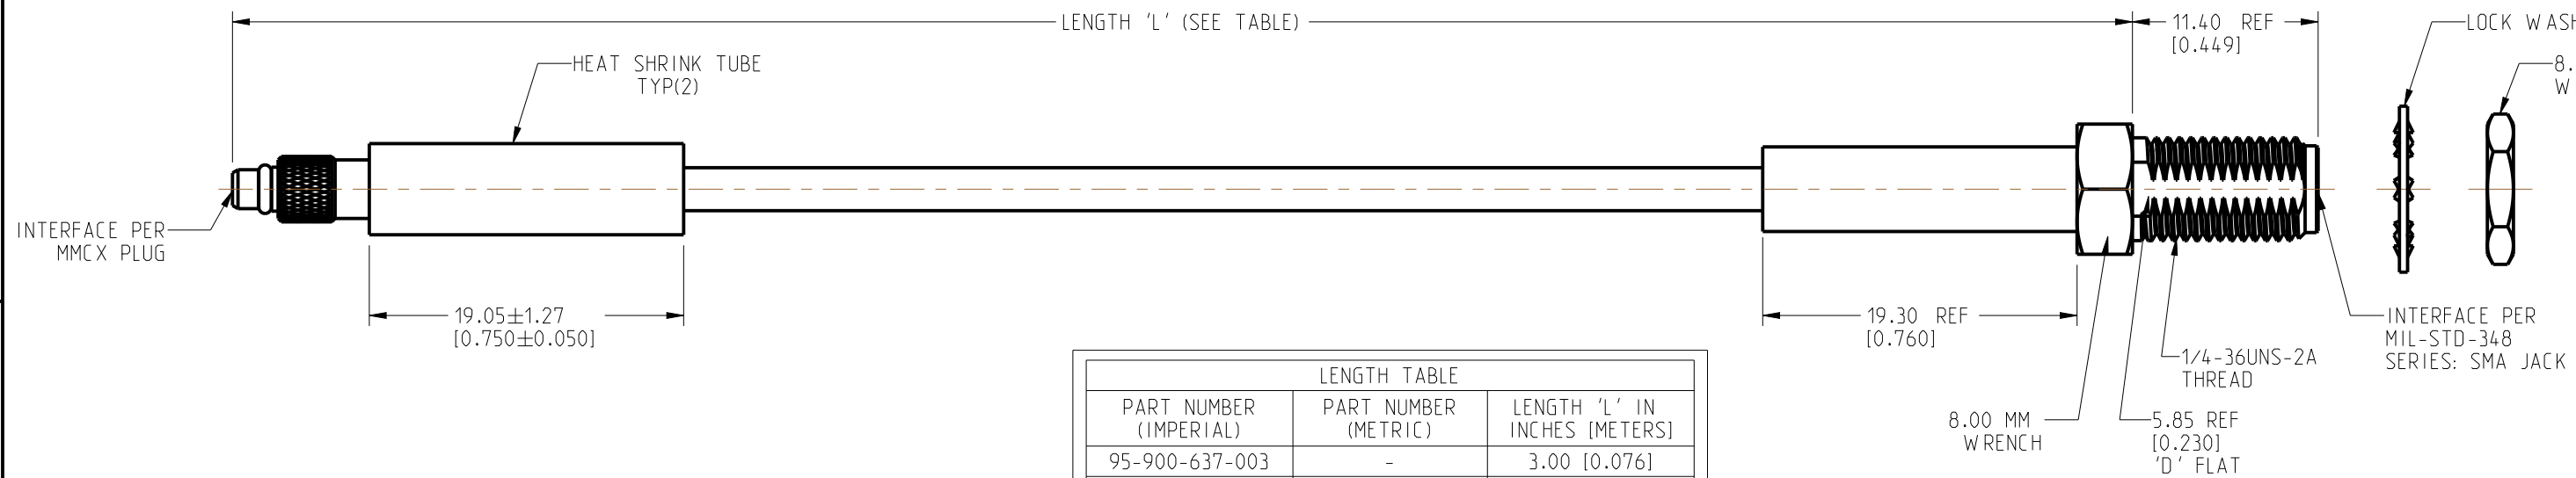 LENGTH 'L' (SEE TABLE)
11.40 REF
[0.449]
LOCK
HEAT SHRINK TUBE
TYP(2)
8.
INTERFACE PER
MMCX PLUG
19.05±1.27
[0.750±0.050]
19.30 REF
[0.760]
INTERFACE PER
MIL-STD-348
SERIES: SMA JACK
1/4-36UNS-2A
THREAD
8.00 MM
WRENCH
5.85 REF
[0.230]
'D' FLAT
LENGTH TABLE
PART NUMBER
(IMPERIAL)
PART NUMBER
(METRIC)
LENGTH 'L' IN
INCHES [METERS]
95-900-637-003
-
3.00 [0.076]